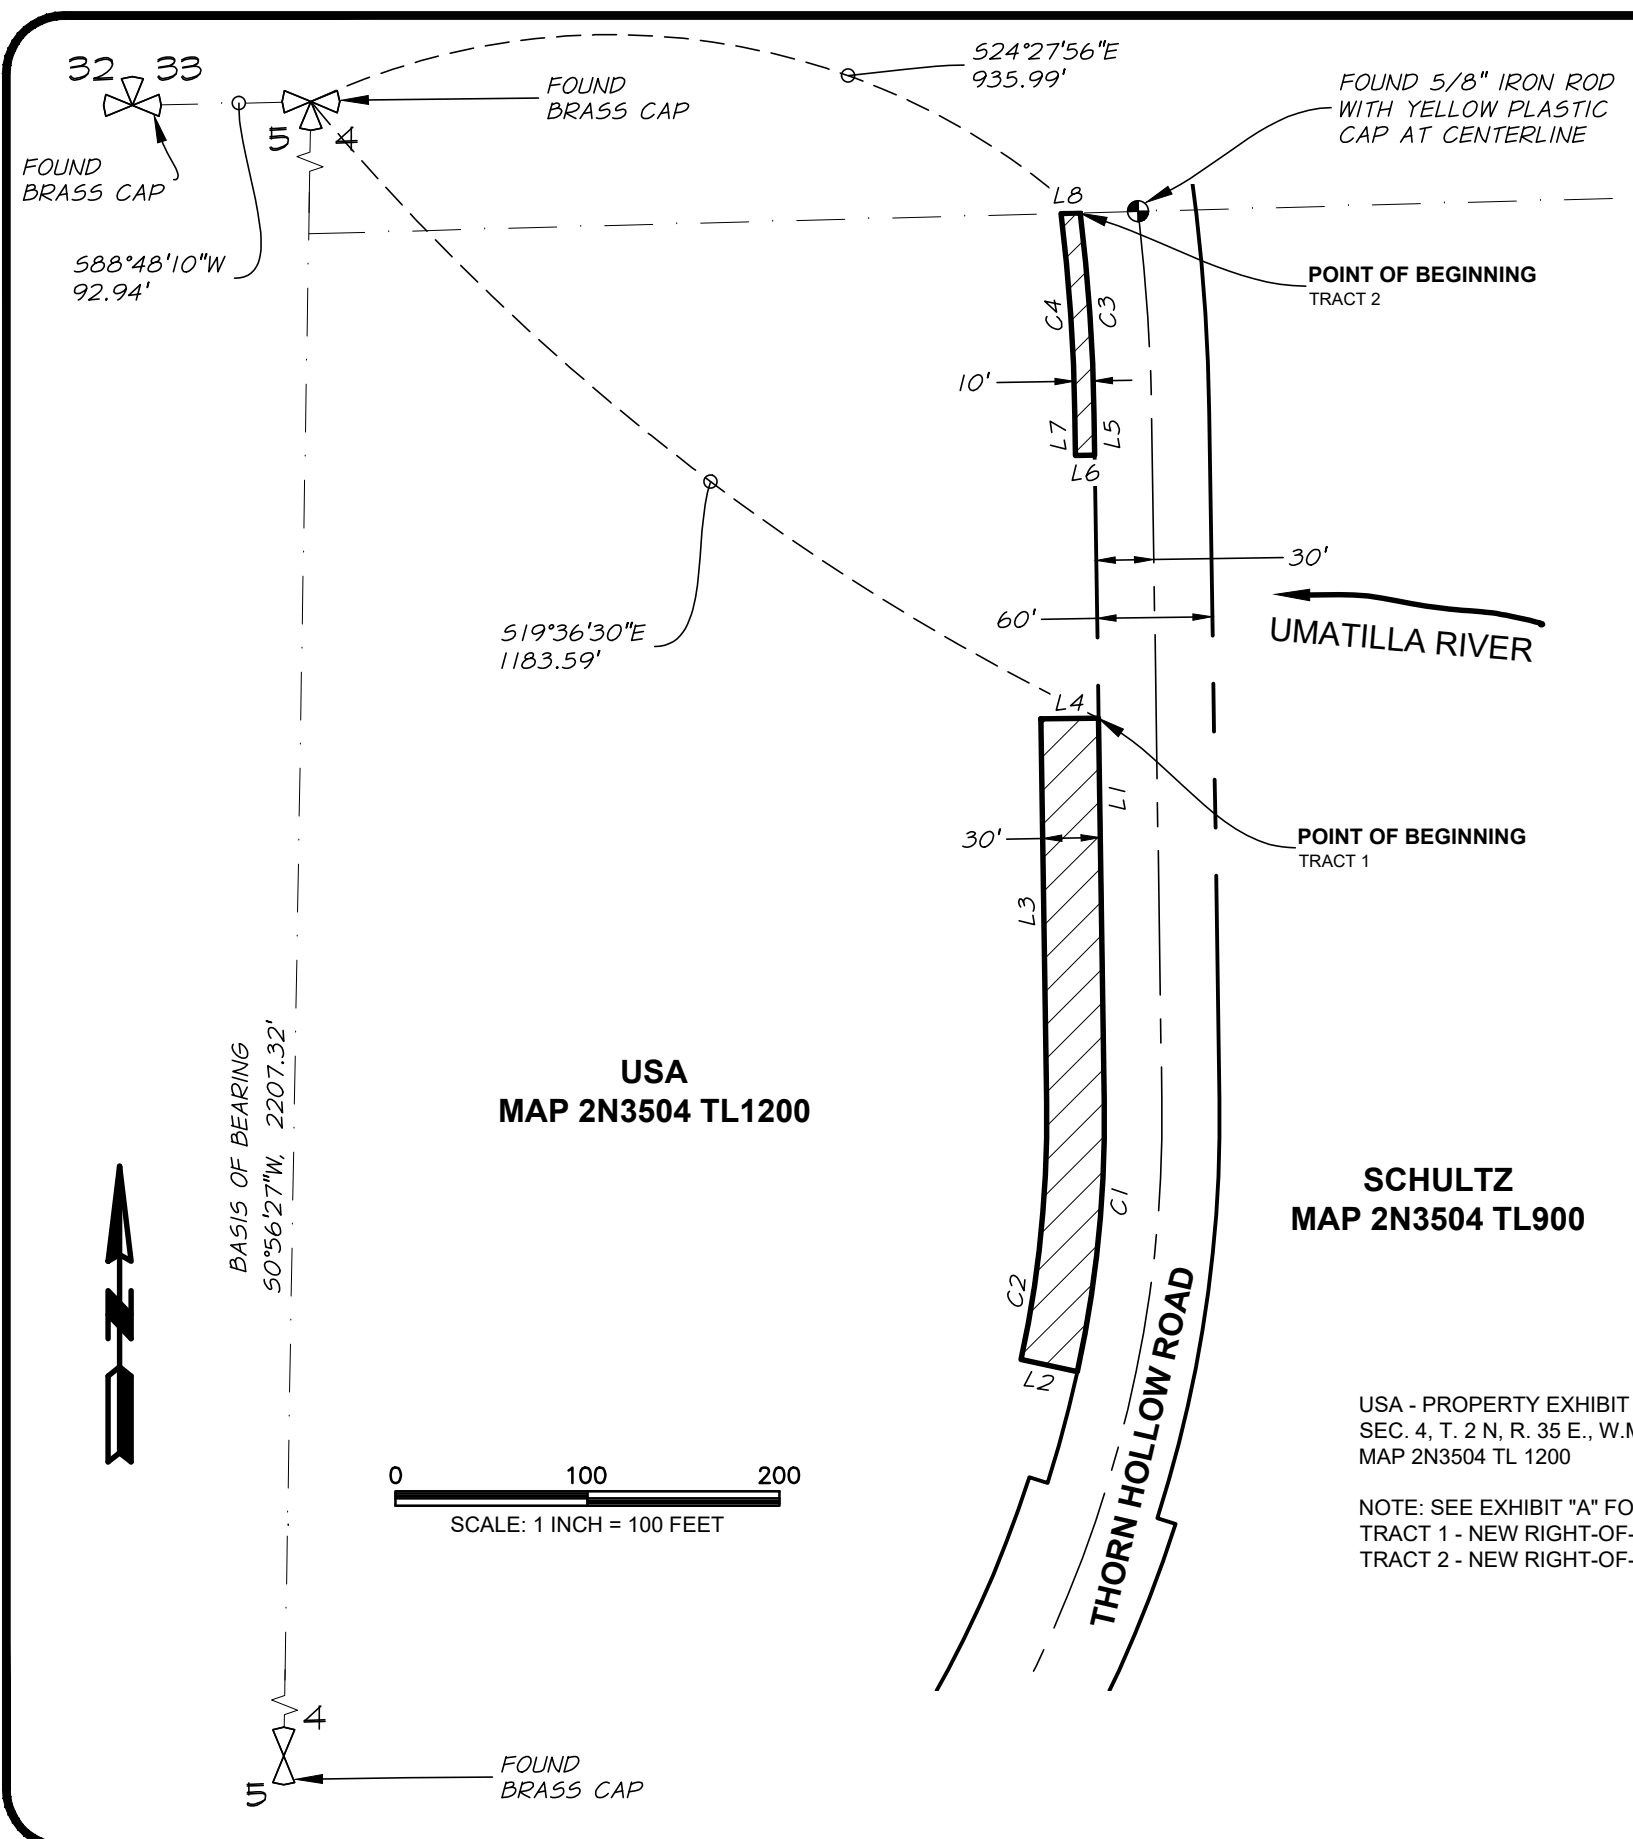 32 33
FOUND
BRASS CAP
S24°27'56"E
935.99'
FOUND 5/8" IRON ROD
WITH YELLOW PLASTIC
CAP AT CENTERLINE
5 4
FOUND
BRASS CAP
L8
S88°48'10"W
92.94'
POINT OF BEGINNING
TRACT 2
C4
C3
10'
L7
L5
L6
30'
60'
UMATILLA RIVER
S19°36'30"E
1183.59'
L4
L1
30'
POINT OF BEGINNING
TRACT 1
L3
BASIS OF BEARING
S0°56'27"W, 2207.32'
USA
MAP 2N3504 TL1200
SCHULTZ
MAP 2N3504 TL900
C1
C2
L2
THORN HOLLOW ROAD
N
0 100 200
SCALE: 1 INCH = 100 FEET
USA - PROPERTY EXHIBIT
SEC. 4, T. 2 N, R. 35 E., W.M
MAP 2N3504 TL 1200
NOTE: SEE EXHIBIT "A" FO
TRACT 1 - NEW RIGHT-OF-
TRACT 2 - NEW RIGHT-OF-
4
5
FOUND
BRASS CAP